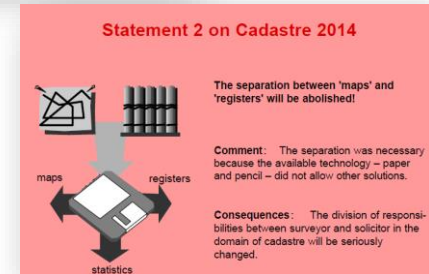 Statement 2 on Cadastre 2014
The separation between 'maps' and
'registers' will be abolished!
Comment: The separation was necessary
because the available technology – paper
and pencil – did not allow other solutions.
maps
registers
Consequences: The division of responsi-
bilities between surveyor and solicitor in the
domain of cadastre will be seriously
changed.
statistics